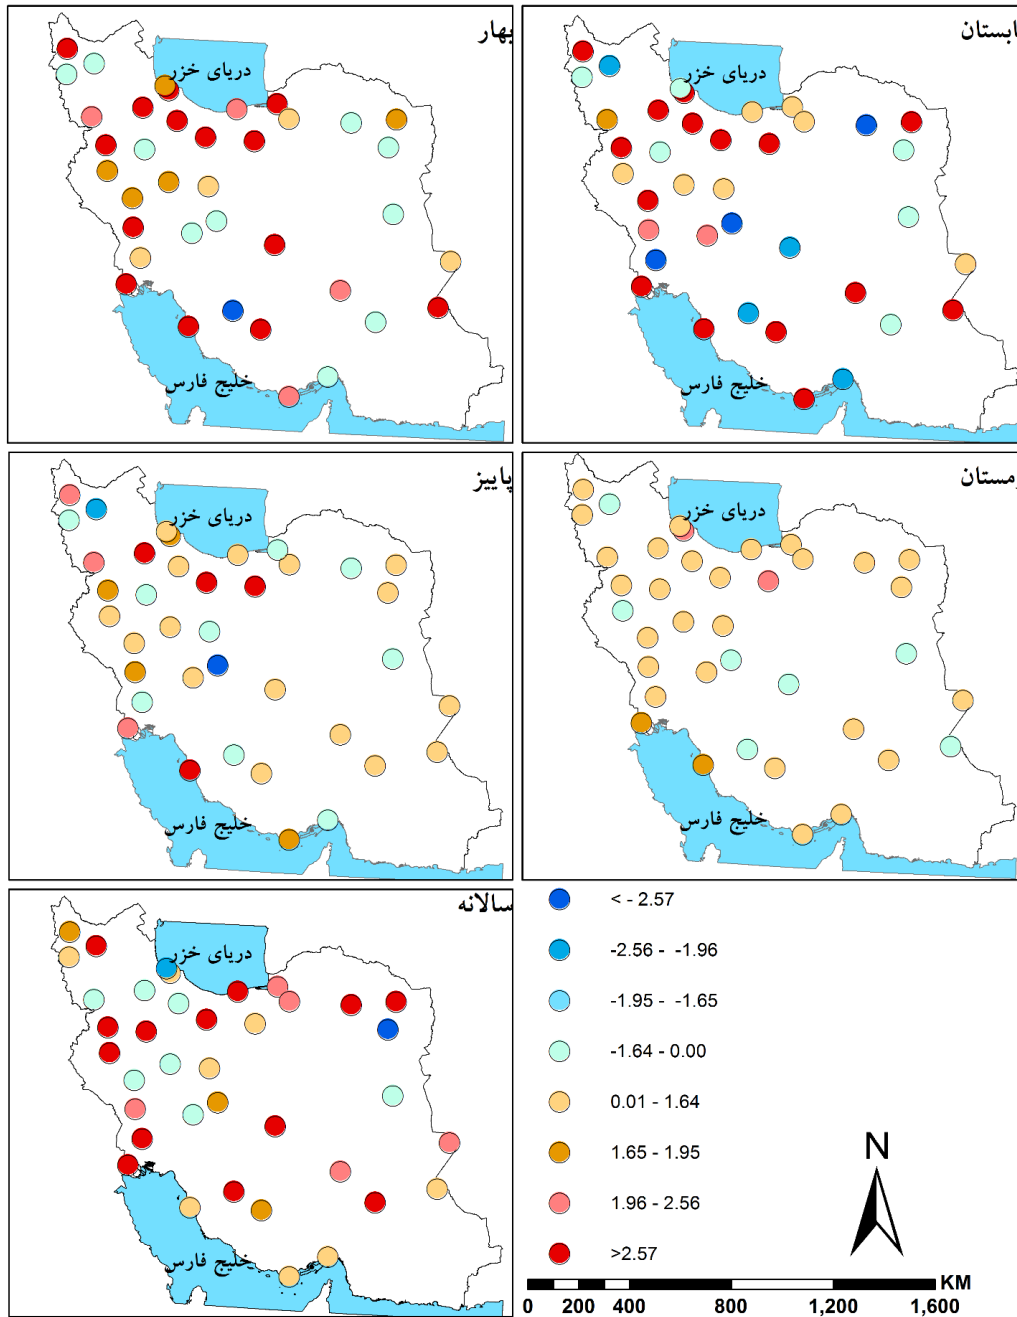 بهار
دریای خزر
خلیج فارس
ابستان
دریای خزر
خلیج فارس
پاییز
دریای خزر
خلیج فارس
زمستان
دریای خزر
خلیج فارس
سالانه
دریای خزر
خلیج فارس
< - 2.57
-2.56 - -1.96
-1.95 - -1.65
-1.64 - 0.00
0.01 - 1.64
1.65 - 1.95
1.96 - 2.56
>2.57
N
KM
0 200 400 800 1,200 1,600